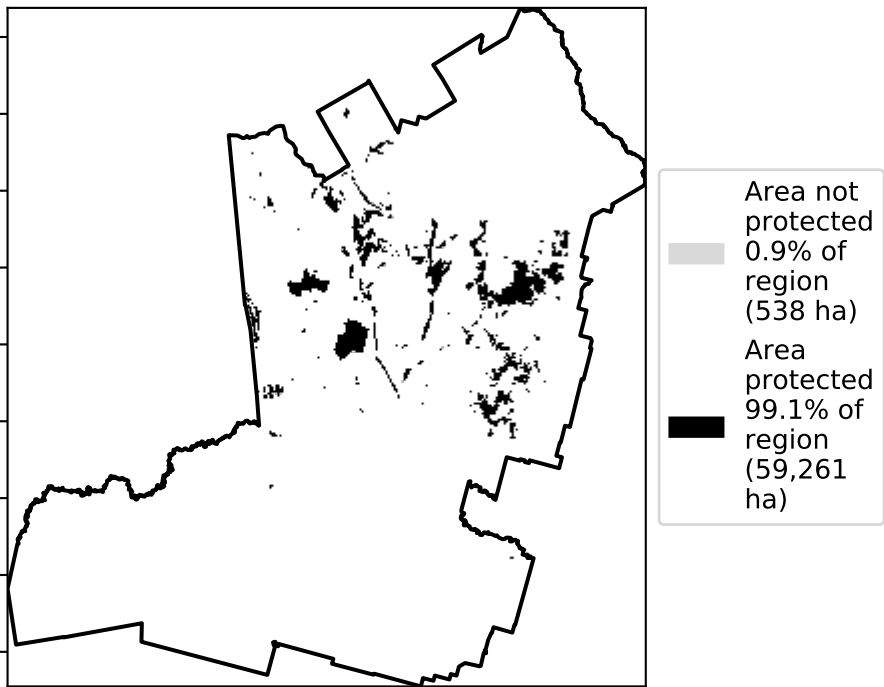 Area not
protected
0.9% of
region
(538 ha)
Area
protected
99.1% of
region
(59,261
ha)